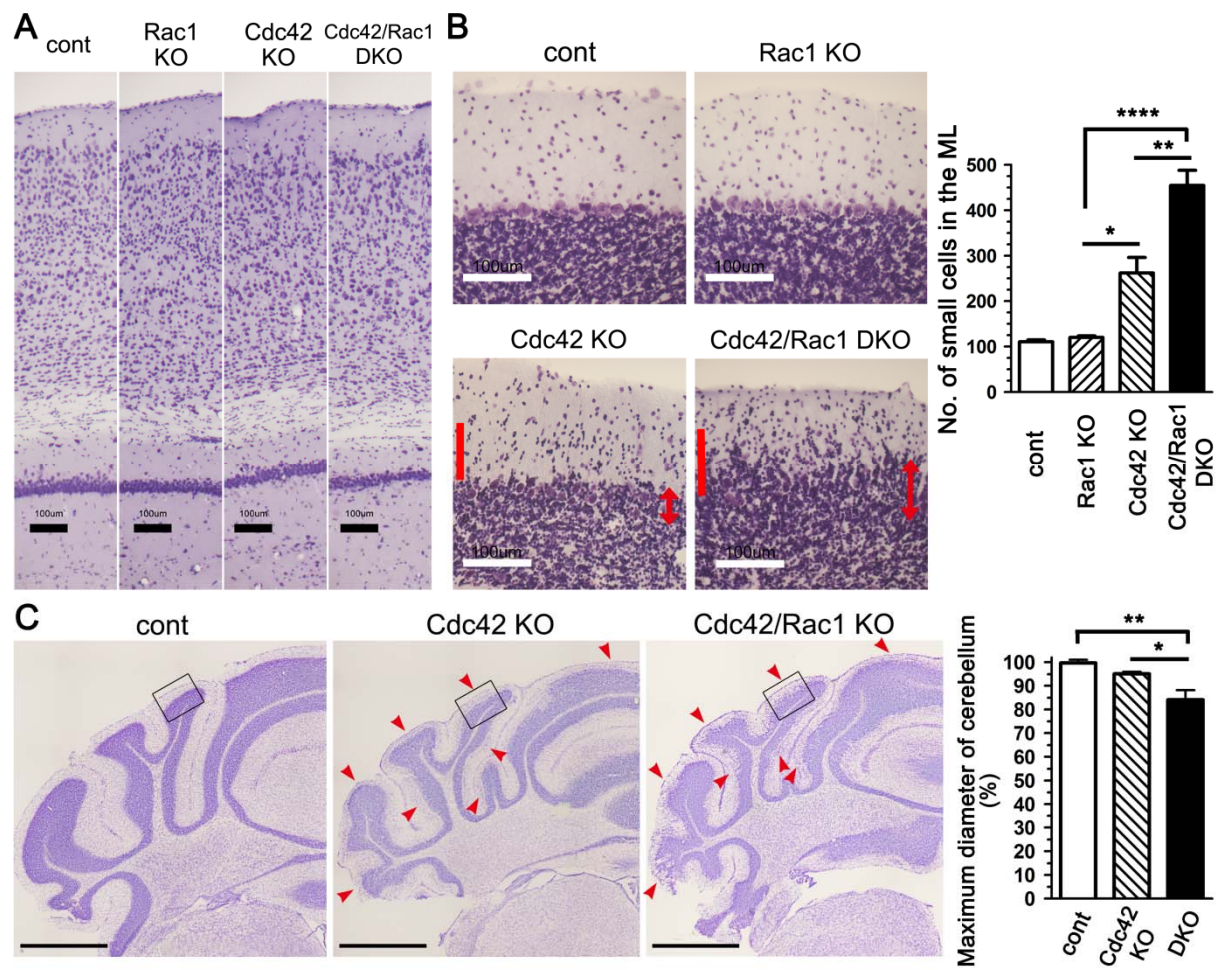 A
cont
Rac1
KO
Cdc42
KO
Cdc42/Rac1
DKO
100um
100um
100um
100um
B
cont
Rac1 KO
100um
100um
Cdc42 KO
Cdc42/Rac1 DKO
100um
100um
No. of small cells in the ML
500
400
300
200
100
0
****
**
*
cont
Rac1 KO
Cdc42 KO
Cdc42/Rac1
DKO
C
cont
Cdc42 KO
Cdc42/Rac1 KO
Maximum diameter of cerebellum
(%)
100
90
80
70
60
50
40
30
20
10
0
**
*
cont
Cdc42
KO
DKO